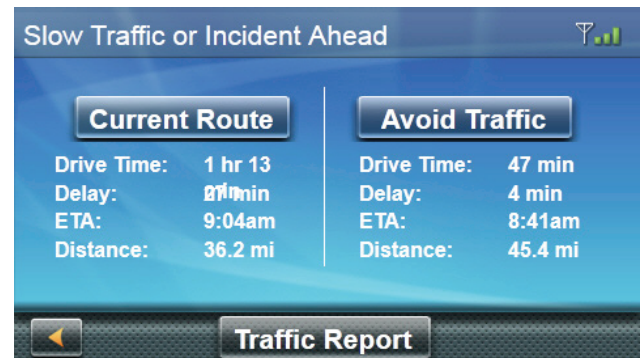 Slow Traffic or Incident Ahead
Current Route
Drive Time: 1 hr 13 min
Delay: 27 min
ETA: 9:04am
Distance: 36.2 mi
Avoid Traffic
Drive Time: 47 min
Delay: 4 min
ETA: 8:41am
Distance: 45.4 mi
Traffic Report